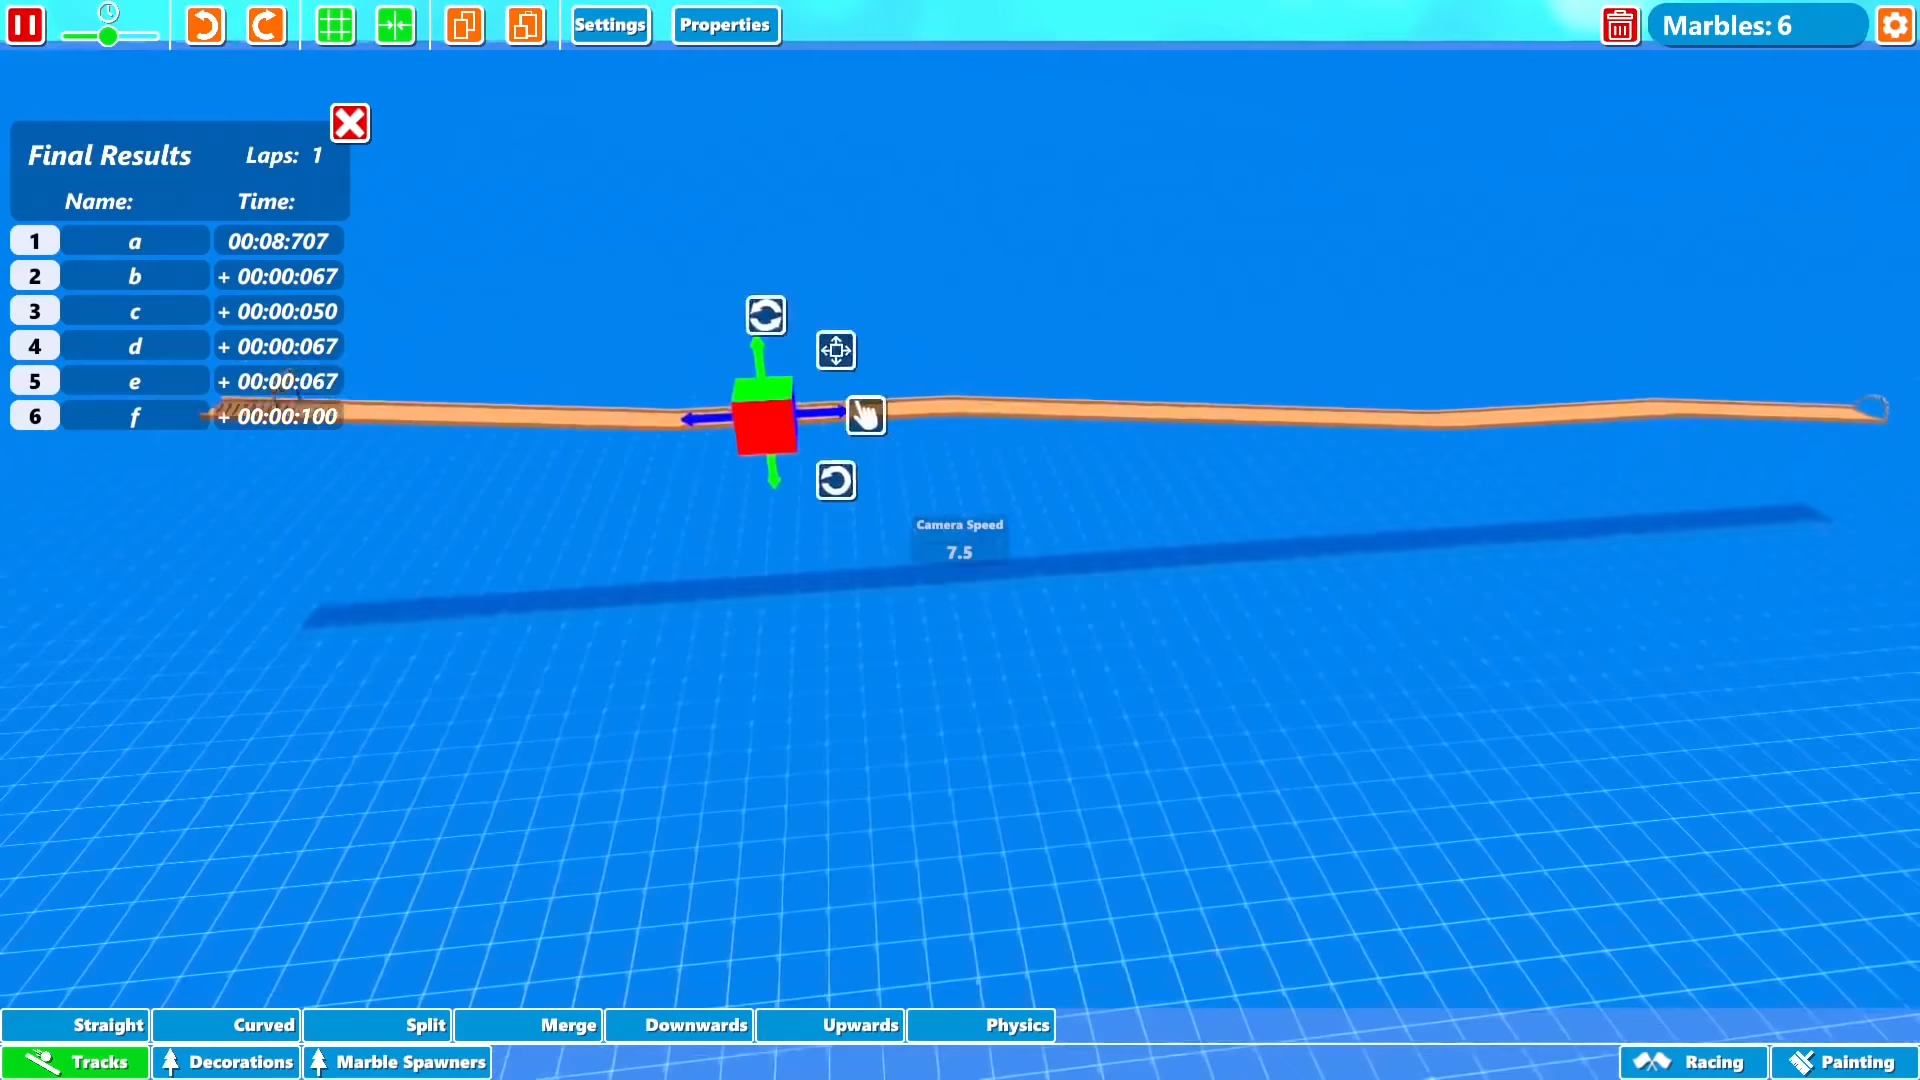 Settings Properties Marbles: 6
Final Results Laps: 1
Name: Time:
1 a 00:08:707
2 b + 00:00:067
3 c + 00:00:050
4 d + 00:00:067
5 e + 00:00:067
6 f + 00:00:100
Camera Speed
7.5
Straight Curved Split Merge Downwards Upwards Physics
Tracks Decorations Marble Spawners Racing Painting